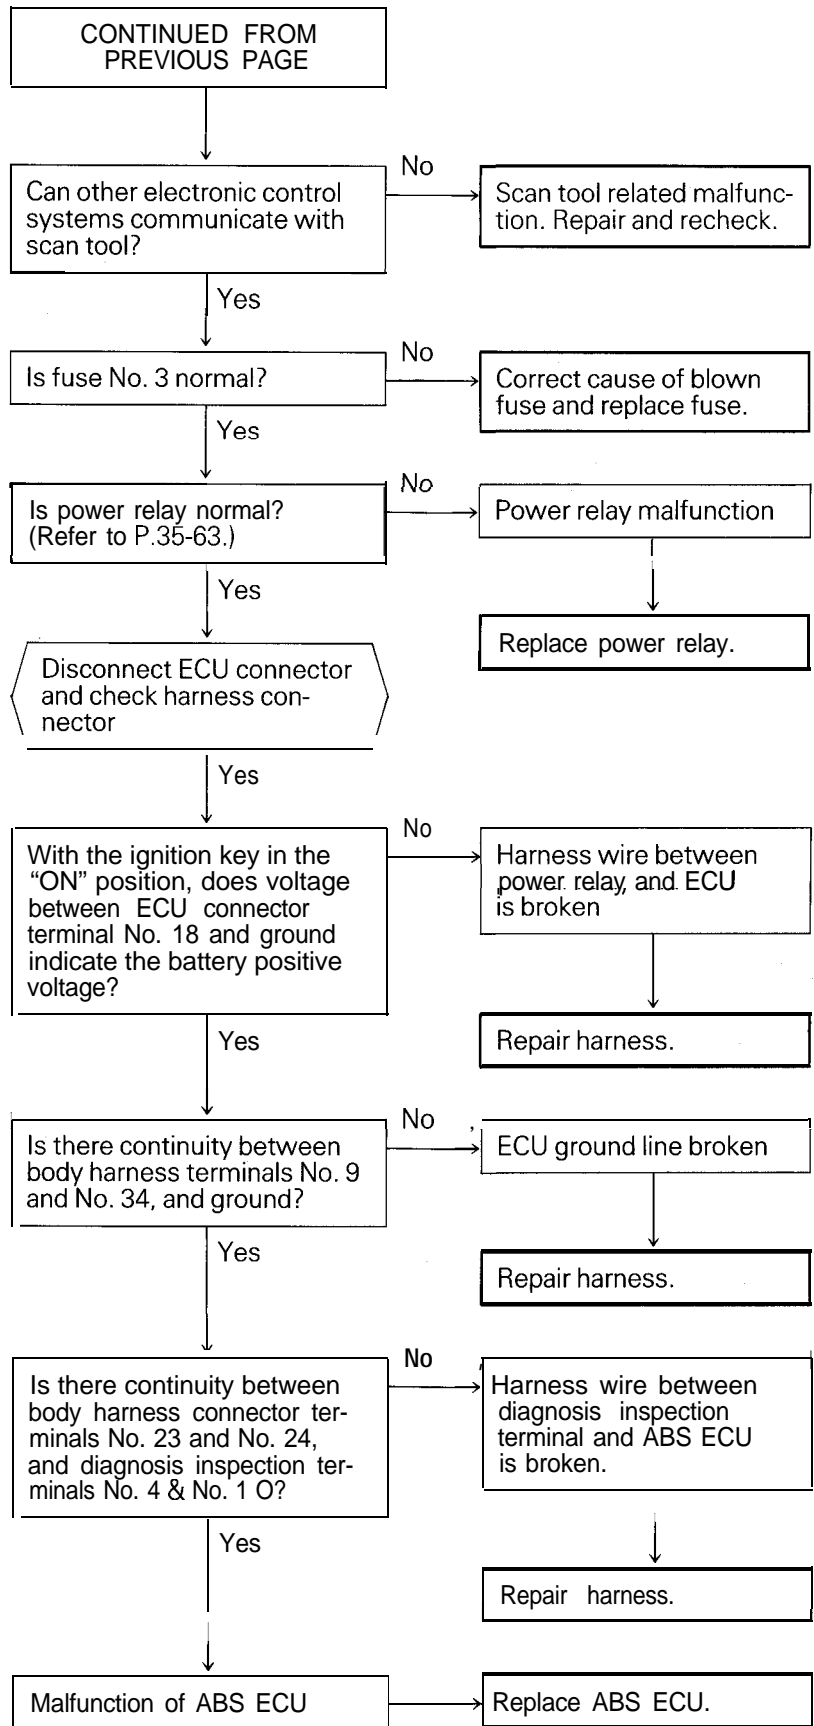 CONTINUED FROM
PREVIOUS PAGE
Can other electronic control
systems communicate with
scan tool?
No
Scan tool related malfunc-
tion. Repair and recheck.
Yes
Is fuse No. 3 normal?
No
Correct cause of blown
fuse and replace fuse.
Yes
Is power relay normal?
(Refer to P.35-63.)
No
Power relay malfunction
Replace power relay.
Yes
Disconnect ECU connector
and check harness con-
nector
Yes
With the ignition key in the
“ON” position, does voltage
between ECU connector
terminal No. 18 and ground
indicate the battery positive
voltage?
No
Harness wire between
power relay, and ECU
is broken
Repair harness.
Yes
Is there continuity between
body harness terminals No. 9
and No. 34, and ground?
No
ECU ground line broken
Repair harness.
Yes
Is there continuity between
body harness connector ter-
minals No. 23 and No. 24,
and diagnosis inspection ter-
minals No. 4 & No. 1 O?
No
Harness wire between
diagnosis inspection
terminal and ABS ECU
is broken.
Repair harness.
Yes
Malfunction of ABS ECU
Replace ABS ECU.